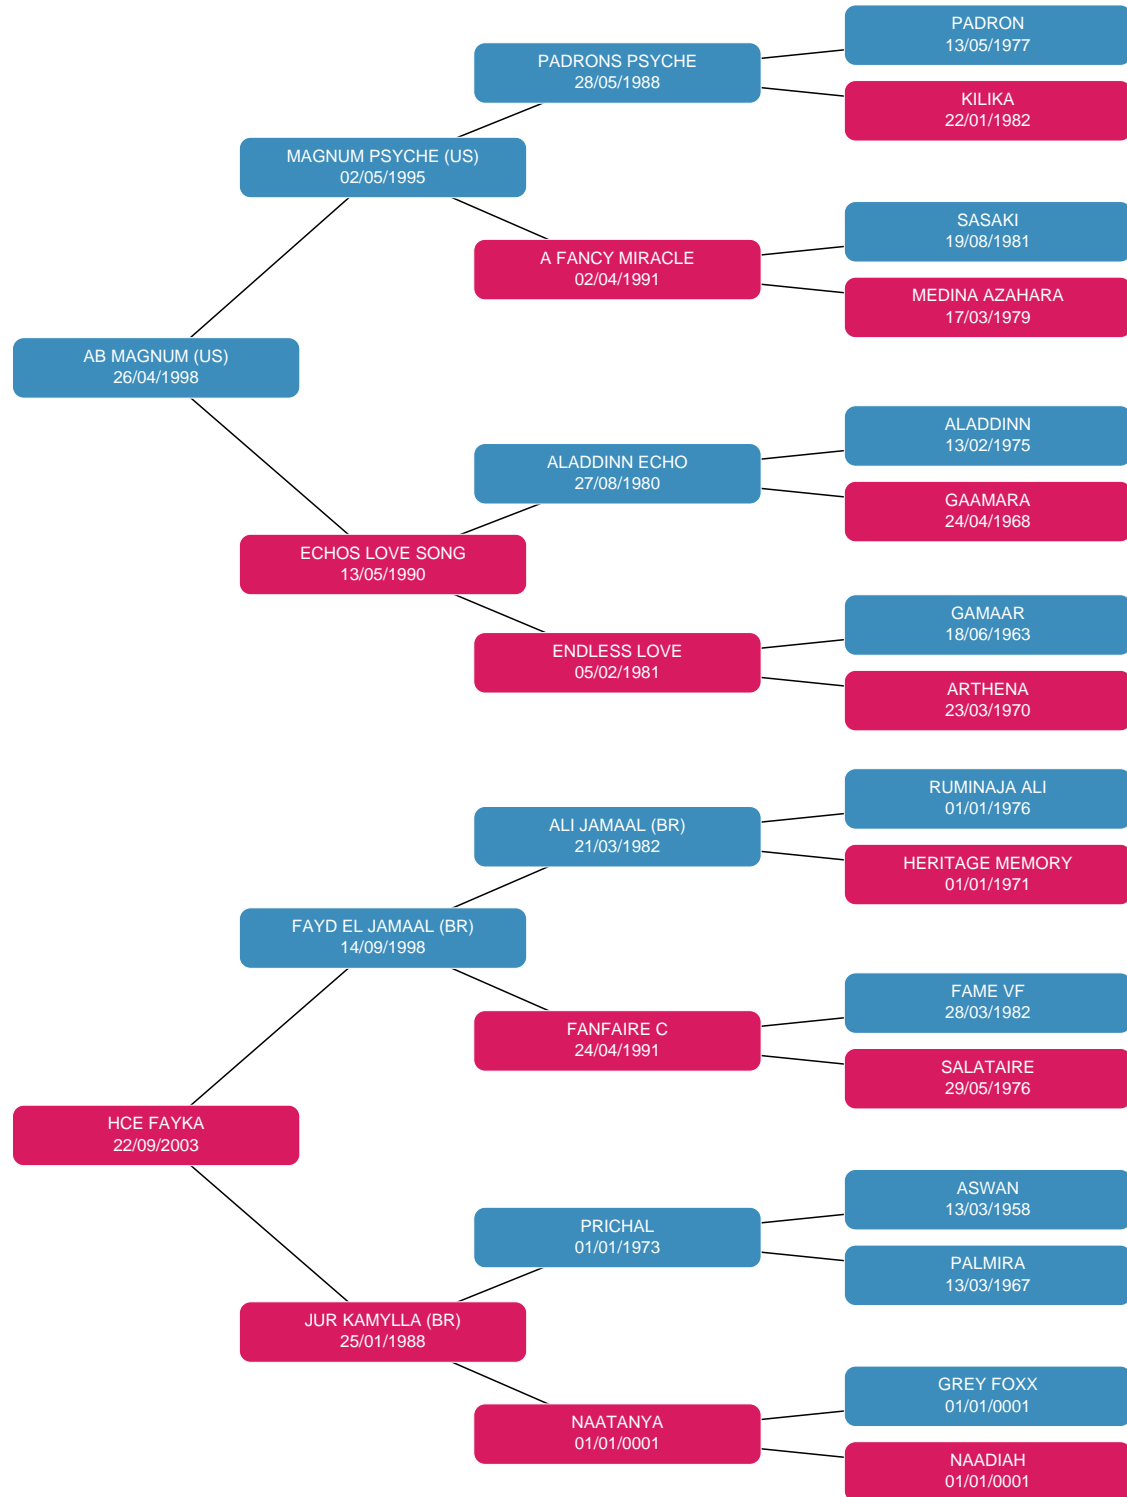 PADRON
13/05/1977
PADRONS PSYCHE
28/05/1988
KILIKA
22/01/1982
MAGNUM PSYCHE (US)
02/05/1995
SASAKI
19/08/1981
A FANCY MIRACLE
02/04/1991
MEDINA AZAHARA
17/03/1979
AB MAGNUM (US)
26/04/1998
ALADDINN
13/02/1975
ALADDINN ECHO
27/08/1980
GAAMARA
24/04/1968
ECHOS LOVE SONG
13/05/1990
GAMAAR
18/06/1963
ENDLESS LOVE
05/02/1981
ARTHENA
23/03/1970
RUMINAJA ALI
01/01/1976
ALI JAMAAL (BR)
21/03/1982
HERITAGE MEMORY
01/01/1971
FAYD EL JAMAAL (BR)
14/09/1998
FAME VF
28/03/1982
FANFAIRE C
24/04/1991
SALATAIRE
29/05/1976
HCE FAYKA
22/09/2003
ASWAN
13/03/1958
PRICHAL
01/01/1973
PALMIRA
13/03/1967
JUR KAMYLLA (BR)
25/01/1988
GREY FOXX
01/01/0001
NAATANYA
01/01/0001
NAADIAH
01/01/0001